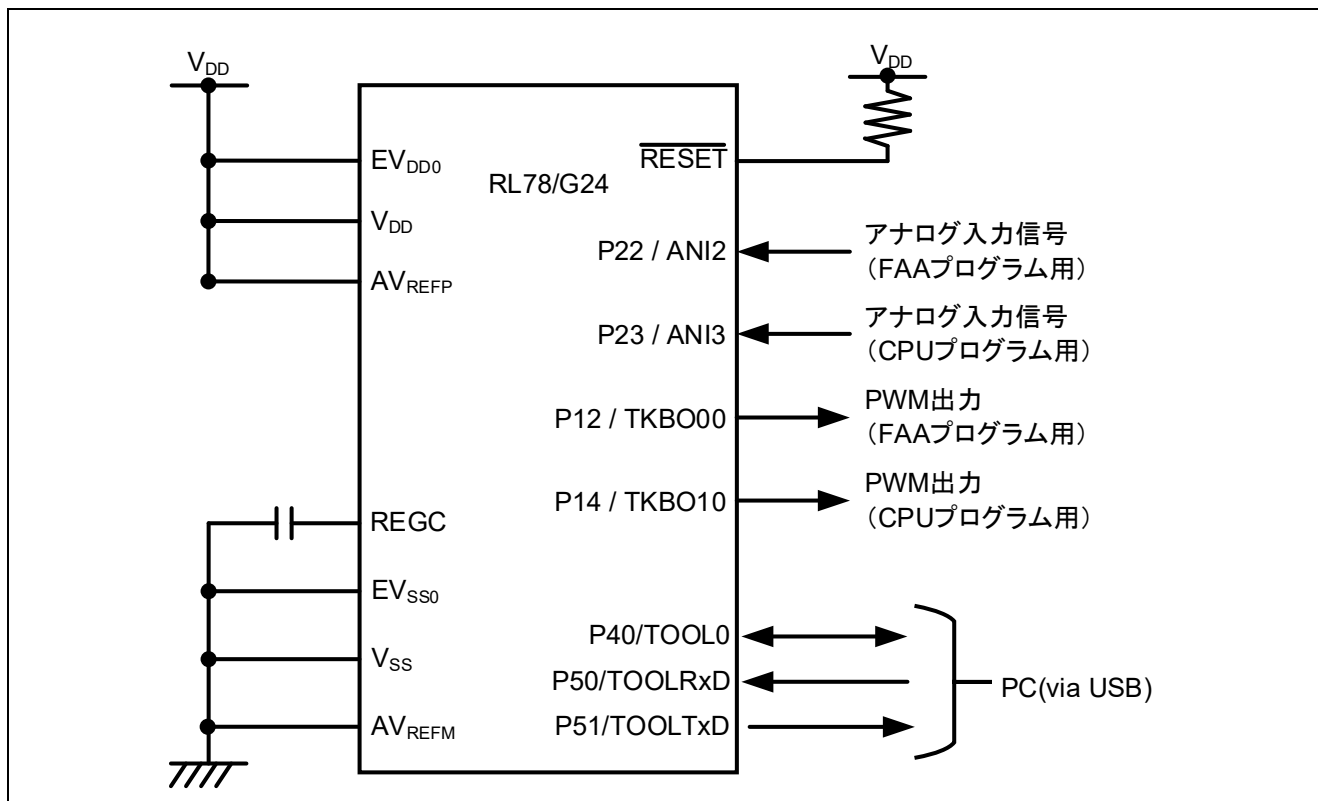 VDD
VDD
EVDD0
RESET
RL78/G24
VDD
P22 / ANI2
アナログ入力信号
（FAAプログラム用）
AVREFP
P23 / ANI3
アナログ入力信号
（CPUプログラム用）
P12 / TKBO00
PWM出力
（FAAプログラム用）
P14 / TKBO10
PWM出力
（CPUプログラム用）
REGC
EVSS0
P40/TOOL0
VSS
P50/TOOLRxD
PC(via USB)
AVREFM
P51/TOOLTxD